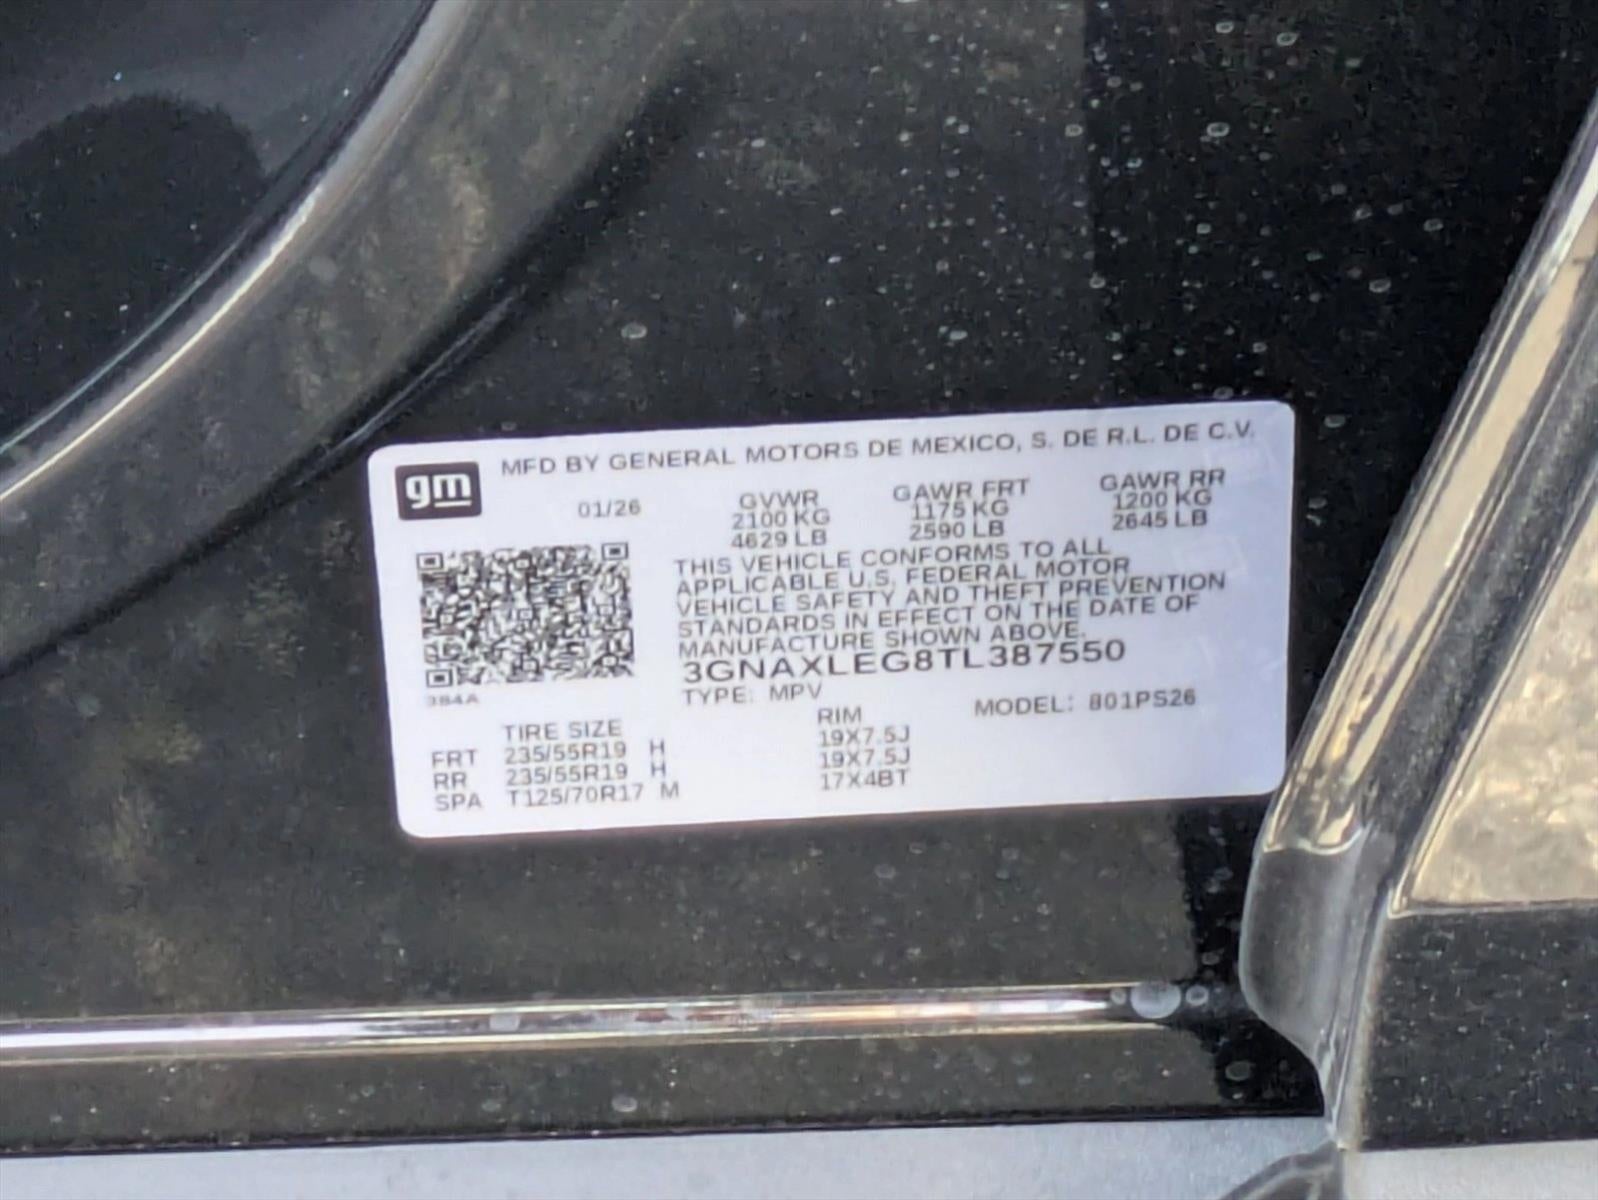 gm
MFD BY GENERAL MOTORS DE MEXICO, S. DE R.L. DE C.V.
01/26 GVWR GAWR FRT GAWR RR
2100 KG 1175 KG 1200 KG
4629 LB 2590 LB 2645 LB
THIS VEHICLE CONFORMS TO ALL
APPLICABLE U.S. FEDERAL MOTOR
VEHICLE SAFETY AND THEFT PREVENTION
STANDARDS IN EFFECT ON THE DATE OF
MANUFACTURE SHOWN ABOVE.
3GNAXLEG8TL387550
384A
TYPE: MPV MODEL: 801PS26
TIRE SIZE RIM
FRT 235/55R19 H 19X7.5J
RR 235/55R19 H 19X7.5J
SPA T125/70R17 M 17X4BT